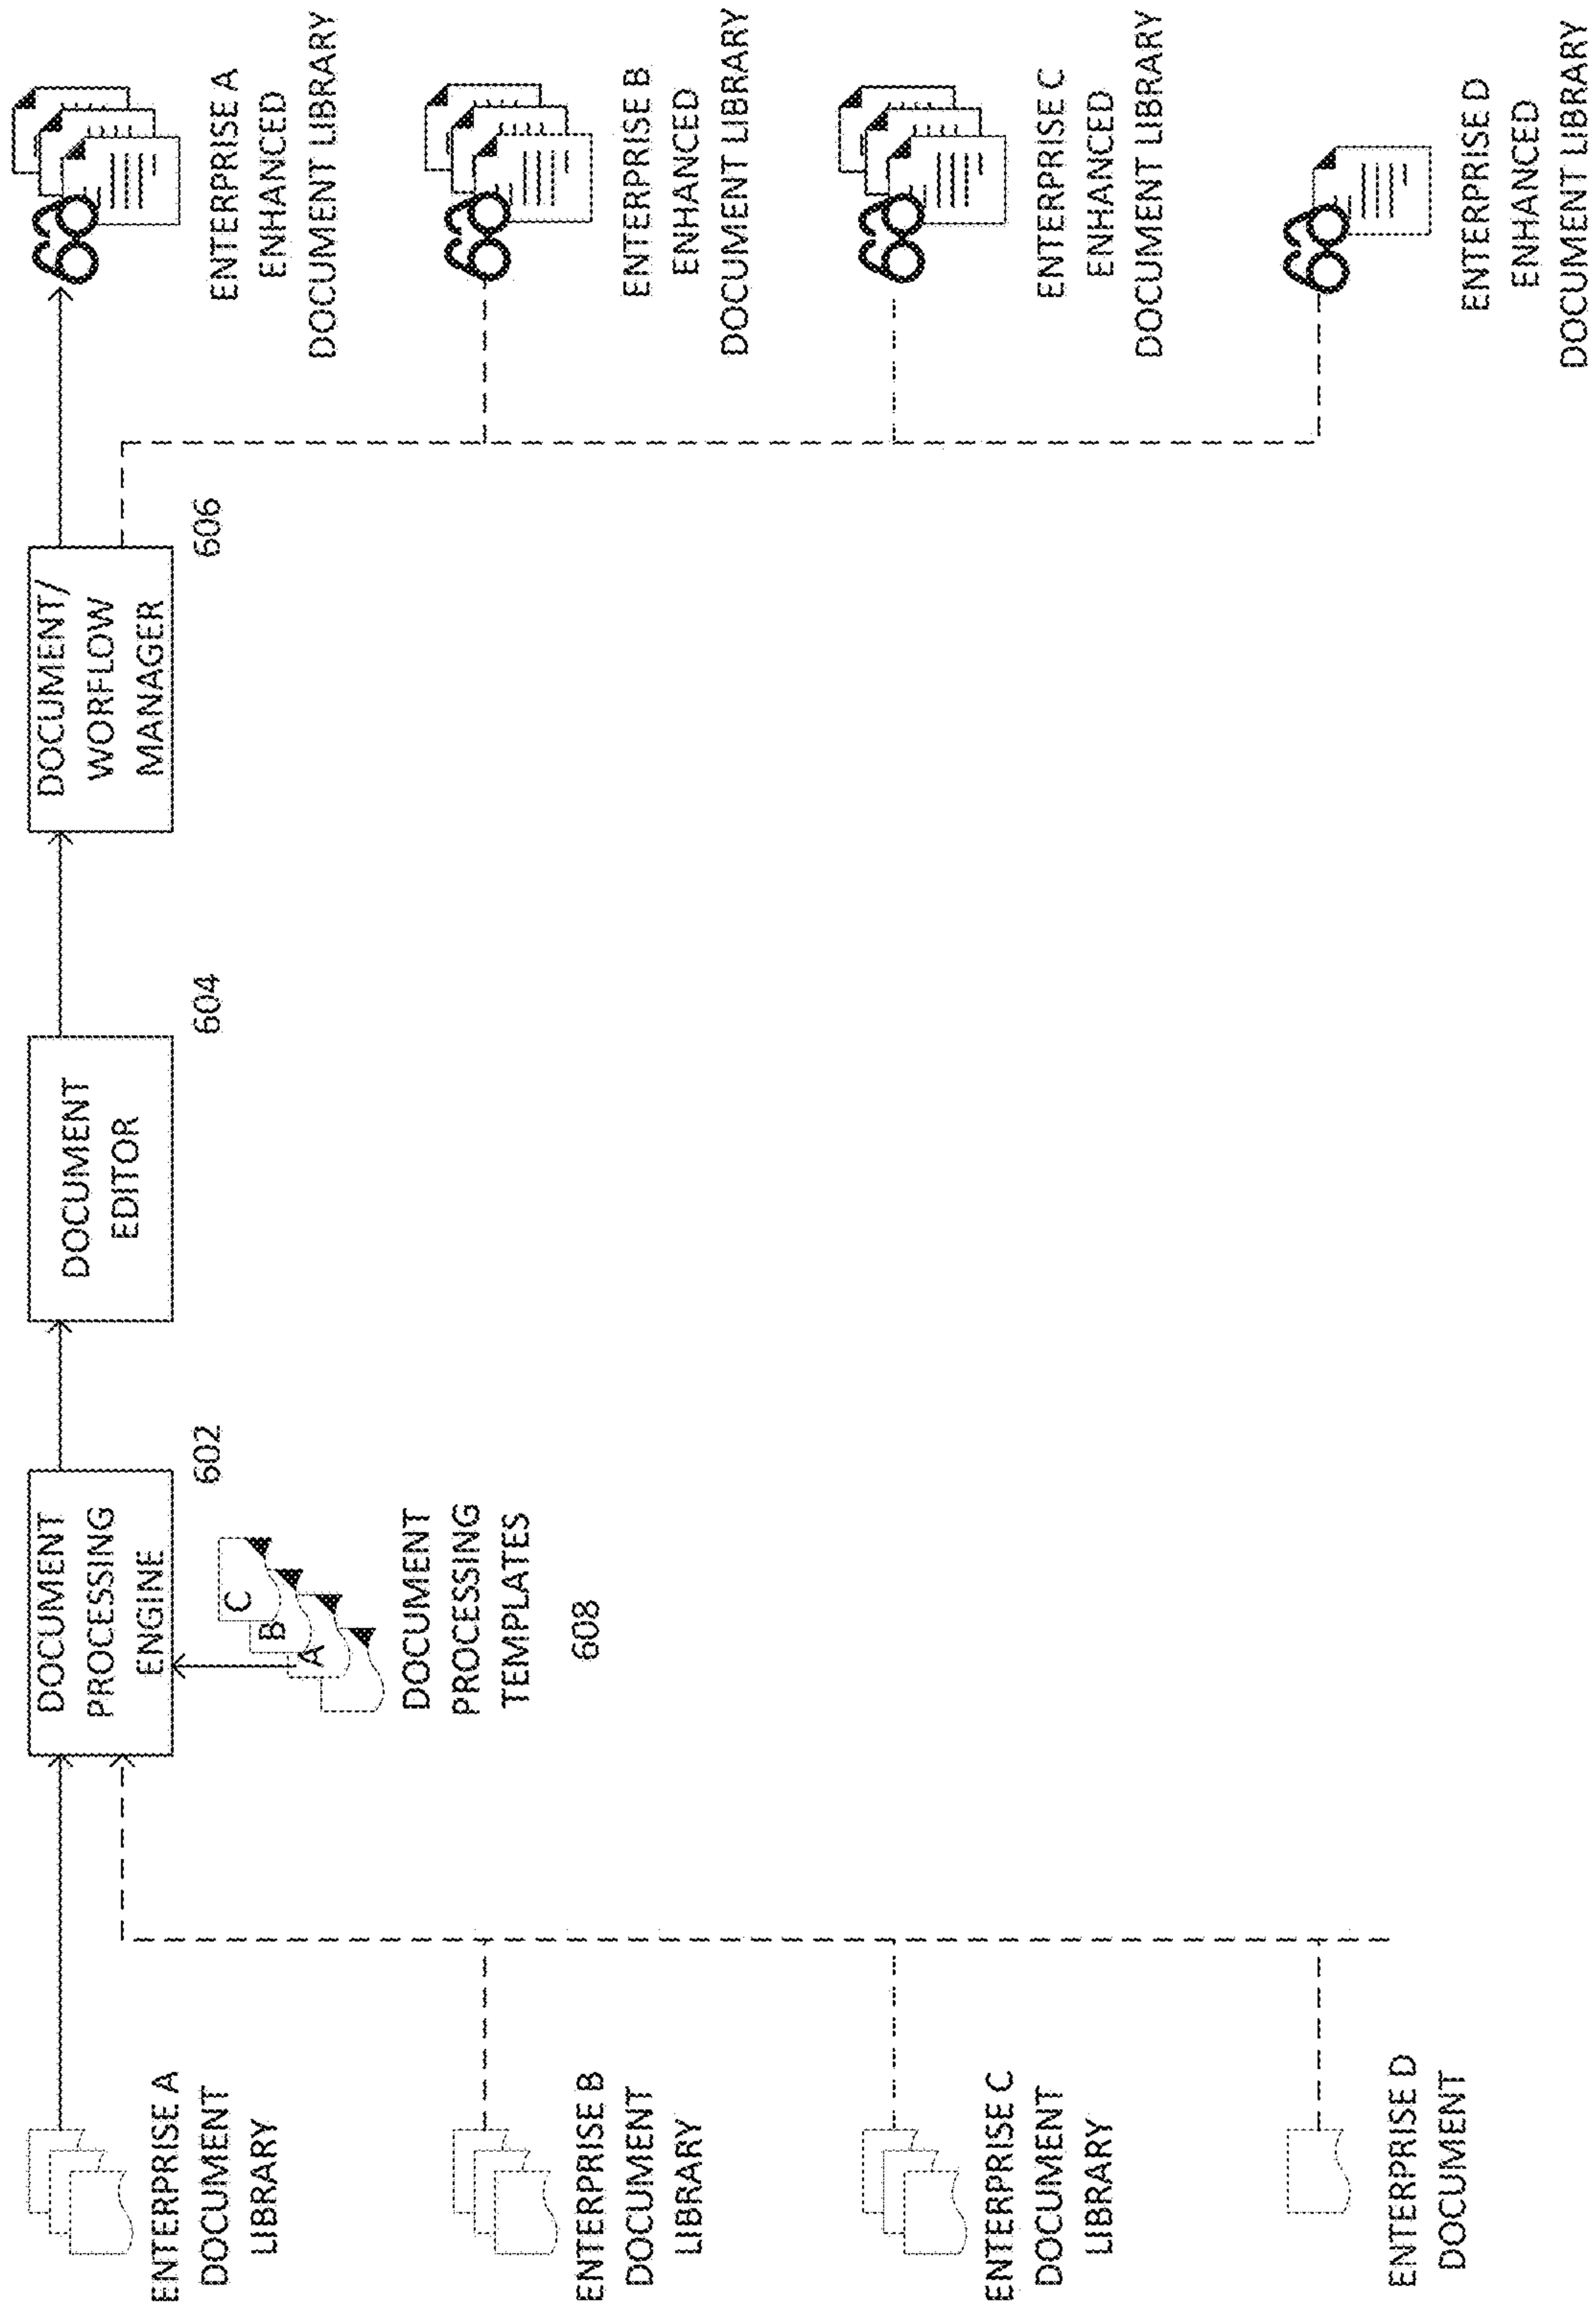 ENTERPRISE A
DOCUMENT
LIBRARY
ENTERPRISE B
DOCUMENT
LIBRARY
ENTERPRISE C
DOCUMENT
LIBRARY
ENTERPRISE D
DOCUMENT
DOCUMENT
PROCESSING
ENGINE
602
C
B
A
DOCUMENT
PROCESSING
TEMPLATES
608
DOCUMENT
EDITOR
604
DOCUMENT/
WORFLOW
MANAGER
606
ENTERPRISE A
ENHANCED
DOCUMENT LIBRARY
ENTERPRISE B
ENHANCED
DOCUMENT LIBRARY
ENTERPRISE C
ENHANCED
DOCUMENT LIBRARY
ENTERPRISE D
ENHANCED
DOCUMENT LIBRARY